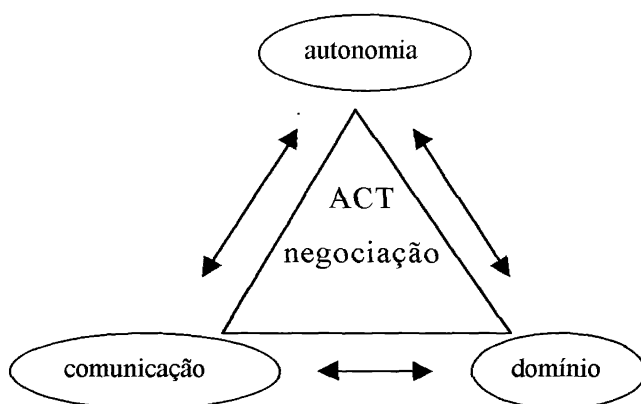 autonomia
ACT
negociação
comunicação
domínio